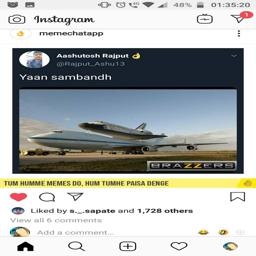 48% 01:35:20
Instagram
memechatapp
Aashutosh Rajput
@Rajput_Ashu13
Yaan sambandh
BRAZZERS
TUM HUMME MEMES DO, HUM TUMHE PAISA DENGE
Liked by s._.sapate and 1,728 others
View all 6 comments
Add a comment...